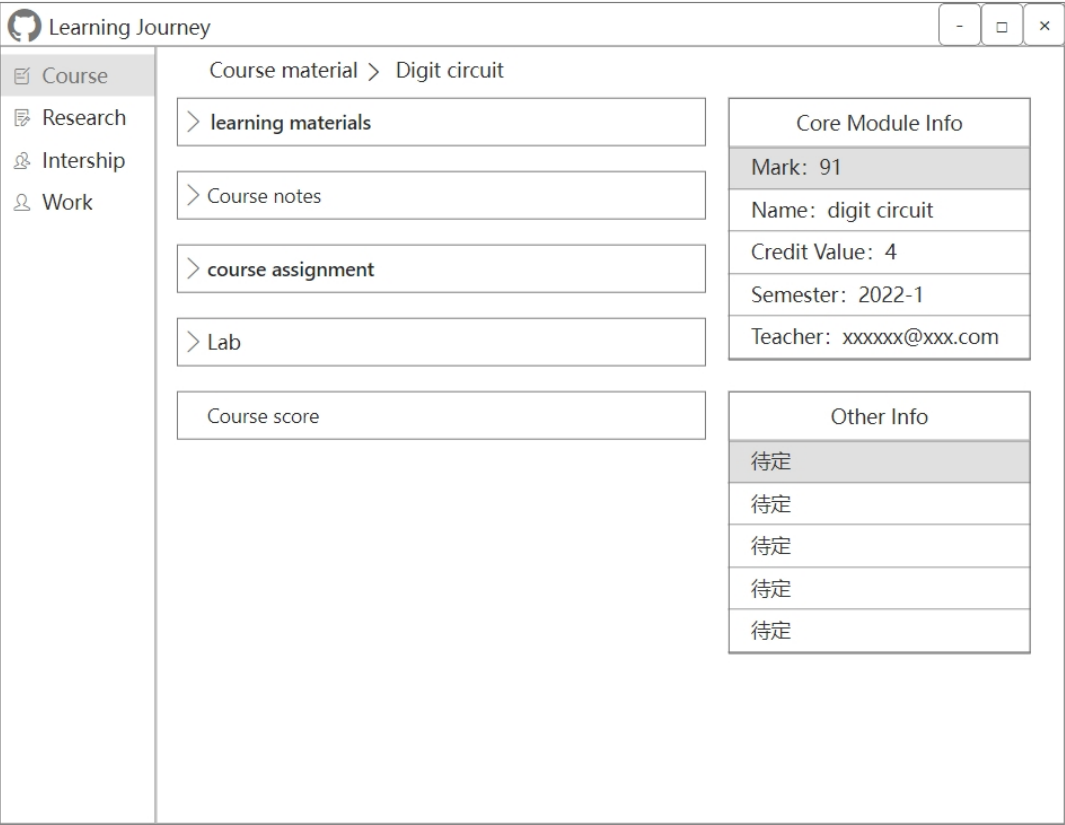 Learning Journey
Course
Research
Intership
Work
Course material > Digit circuit
learning materials
Course notes
course assignment
Lab
Course score
Core Module Info
Mark：91
Name：digit circuit
Credit Value：4
Semester：2022-1
Teacher：xxxxxx@xxx.com
Other Info
待定
待定
待定
待定
待定